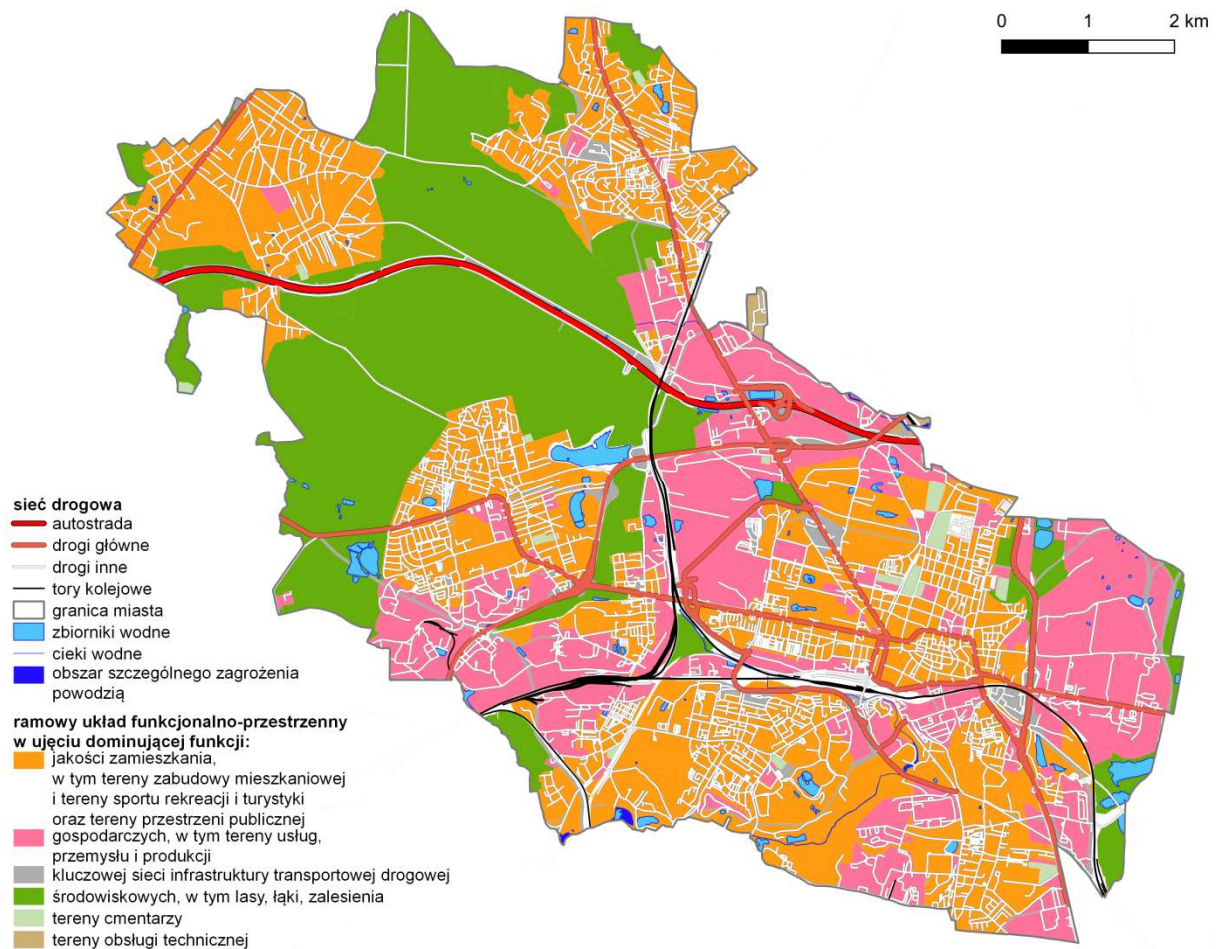 0 1 2 km
sieć drogowa
autostrada
drogi główne
drogi inne
tory kolejowe
granica miasta
zbiorniki wodne
cieki wodne
obszar szczególnego zagrożenia
powodzią
ramowy układ funkcjonalno-przestrzenny
w ujęciu dominującej funkcji:
jakości zamieszkania,
w tym tereny zabudowy mieszkaniowej
i tereny sportu rekreacji i turystyki
oraz tereny przestrzeni publicznej
gospodarczych, w tym tereny usług,
przemysłu i produkcji
kluczowej sieci infrastruktury transportowej drogowej
środowiskowych, w tym lasy, łąki, zalesienia
tereny cmentarzy
tereny obsługi technicznej